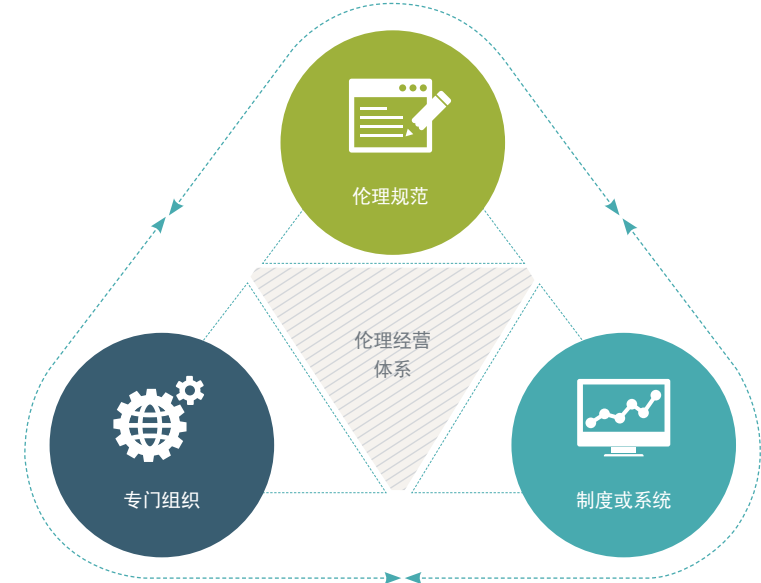 伦理规范
伦理经营
体系
专门组织
制度或系统